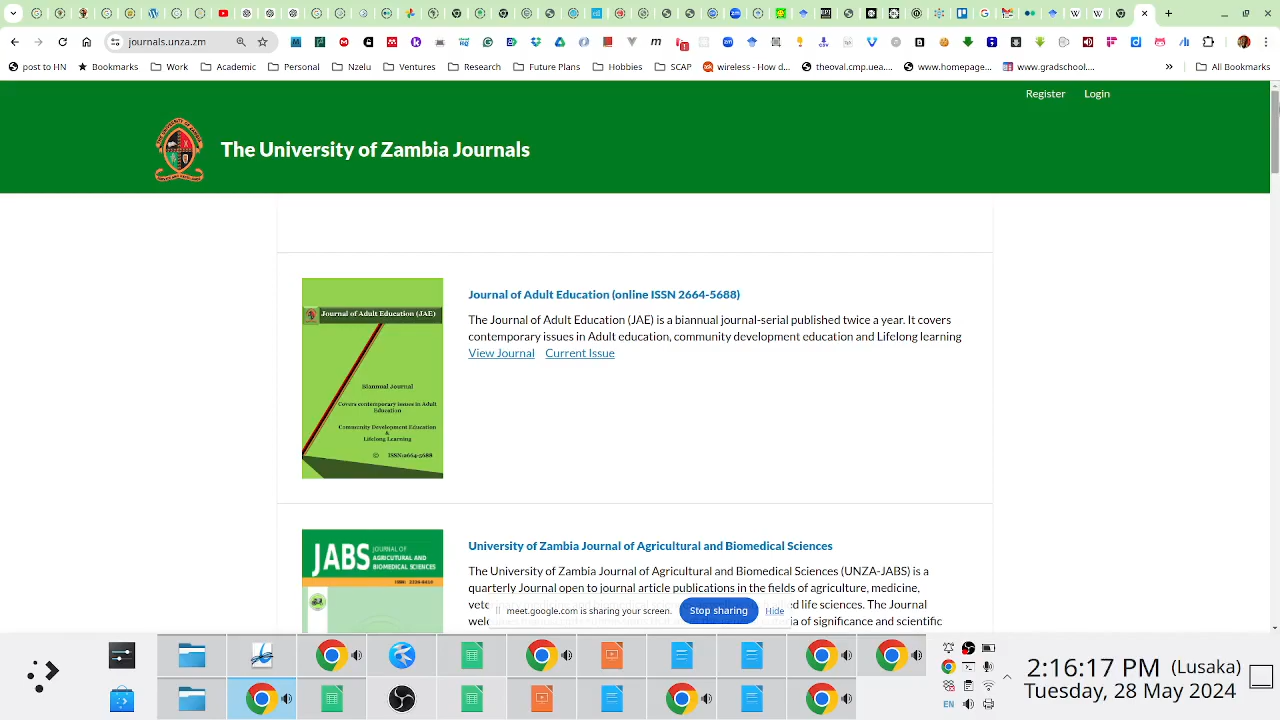 journals.unza.zm
post to HN
Bookmarks
Work
Academic
Personal
Nzelu
Ventures
Research
Future Plans
Hobbies
SCAP
wireless - How d...
theoval.cmp.uea....
www.homepage...
www.gradschool....
»
All Bookmarks
Register
Login
The University of Zambia Journals
Journal of Adult Education (JAE)
Biannual Journal
Covers contemporary issues in Adult
Education
Community Development Education
&
Lifelong Learning
ISSN:2664-5688
Journal of Adult Education (online ISSN 2664-5688)
The Journal of Adult Education (JAE) is a biannual journal-serial published twice a year. It covers
contemporary issues in Adult education, community development education and Lifelong learning
View Journal Current Issue
JABS
JOURNAL OF
AGRICULTURAL AND
BIOMEDICAL SCIENCES
University of Zambia Journal of Agricultural and Biomedical Sciences
The University of Zambia Journal of Agricultural and Biomedical Sciences (UNZA-JABS) is a
quarterly Journal open to journal articles in the fields of agriculture, medicine,
life sciences. The Journal
of significance and scientific
meet.google.com is sharing your screen.
Stop sharing
Hide
EN
2:16:17 PM (Lusaka)
Tuesday, 28 May 2024